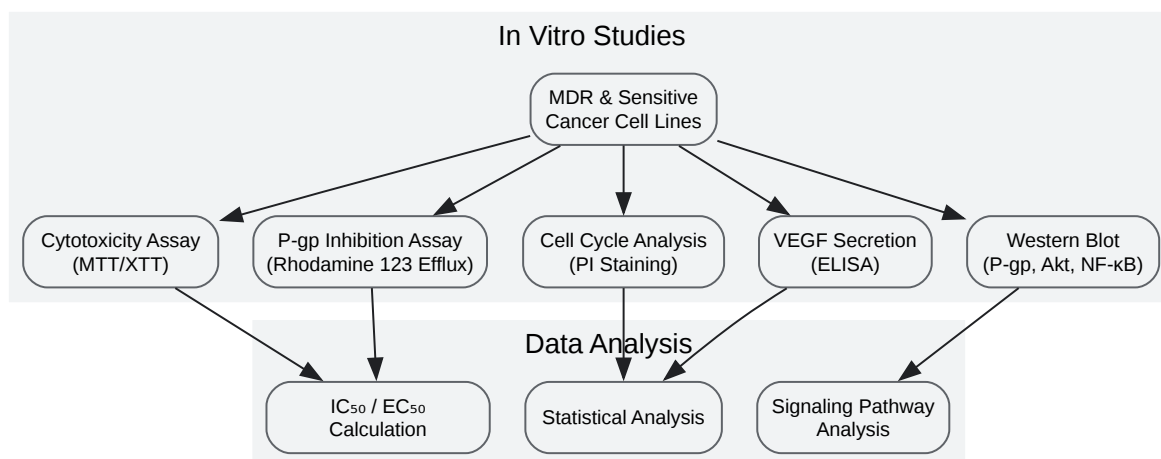 In Vitro Studies
MDR & Sensitive
Cancer Cell Lines
Cytotoxicity Assay
(MTT/XTT)
P-gp Inhibition Assay
(Rhodamine 123 Efflux)
Cell Cycle Analysis
(PI Staining)
VEGF Secretion
(ELISA)
Western Blot
(P-gp, Akt, NF-κB)
Data Analysis
IC₅₀ / EC₅₀
Calculation
Statistical Analysis
Signaling Pathway
Analysis